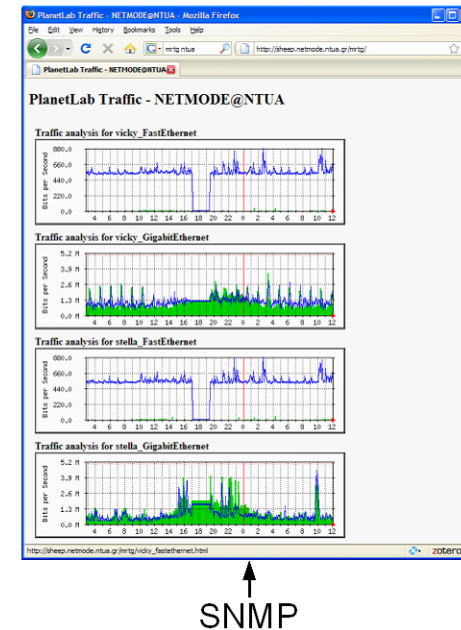 PlanetLab Traffic - NETMODE@NTUA - Mozilla Firefox
File Edit View History Bookmarks Tools Help
mrtg ntua http://sheep.netmode.ntua.gr/mrtg/
PlanetLab Traffic - NETMODE@NTUA
PlanetLab Traffic - NETMODE@NTUA
Traffic analysis for vicky_FastEthernet
Bits per Second
880.0
660.0
440.0
220.0
0.0
4 6 8 10 12 14 16 18 20 22 0 2 4 6 8 10 12
Traffic analysis for vicky_GigabitEthernet
Bits per Second
5.2 M
3.9 M
2.6 M
1.3 M
0.0 M
4 6 8 10 12 14 16 18 20 22 0 2 4 6 8 10 12
Traffic analysis for stella_FastEthernet
Bits per Second
880.0
660.0
440.0
220.0
0.0
4 6 8 10 12 14 16 18 20 22 0 2 4 6 8 10 12
Traffic analysis for stella_GigabitEthernet
Bits per Second
5.2 M
3.9 M
2.6 M
1.3 M
0.0 M
4 6 8 10 12 14 16 18 20 22 0 2 4 6 8 10 12
http://sheep.netmode.ntua.gr/mrtg/vicky_fastethernet.html zotero
SNMP